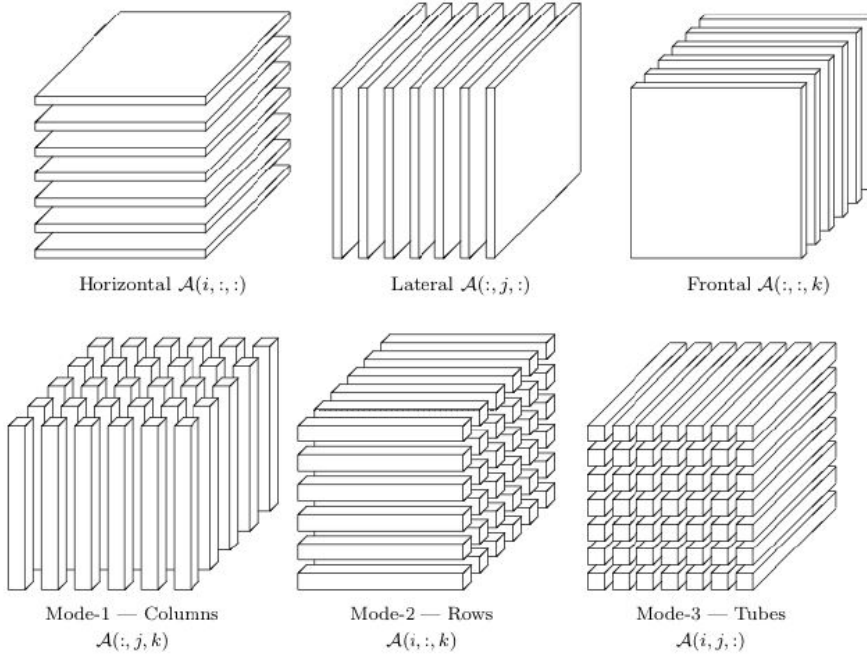 Horizontal 𝒜(i, :, :)
Lateral 𝒜(:, j, :)
Frontal 𝒜(:, :, k)
Mode-1 — Columns
𝒜(:, j, k)
Mode-2 — Rows
𝒜(i, :, k)
Mode-3 — Tubes
𝒜(i, j, :)